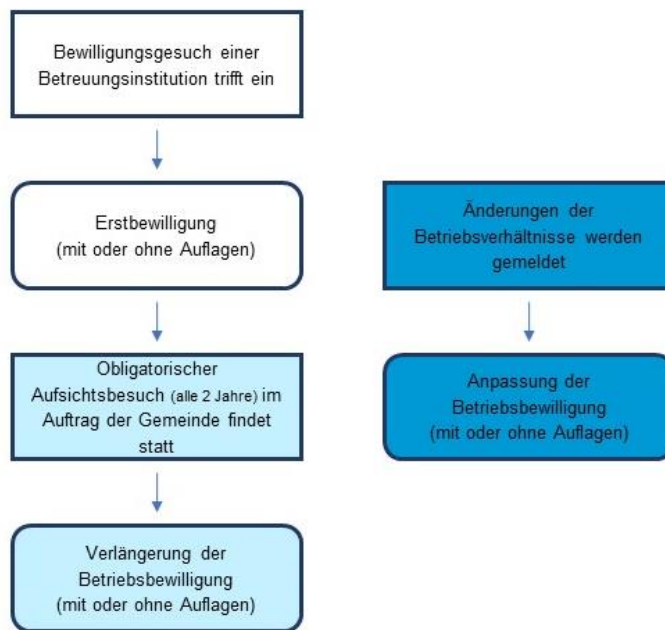 Bewilligungsgesuch einer
Betreuungsinstitution trifft ein
Erstbewilligung
(mit oder ohne Auflagen)
Obligatorischer
Aufsichtsbesuch (alle 2 Jahre) im
Auftrag der Gemeinde findet
statt
Verlängerung der
Betriebsbewilligung
(mit oder ohne Auflagen)
Änderungen der
Betriebsverhältnisse werden
gemeldet
Anpassung der
Betriebsbewilligung
(mit oder ohne Auflagen)